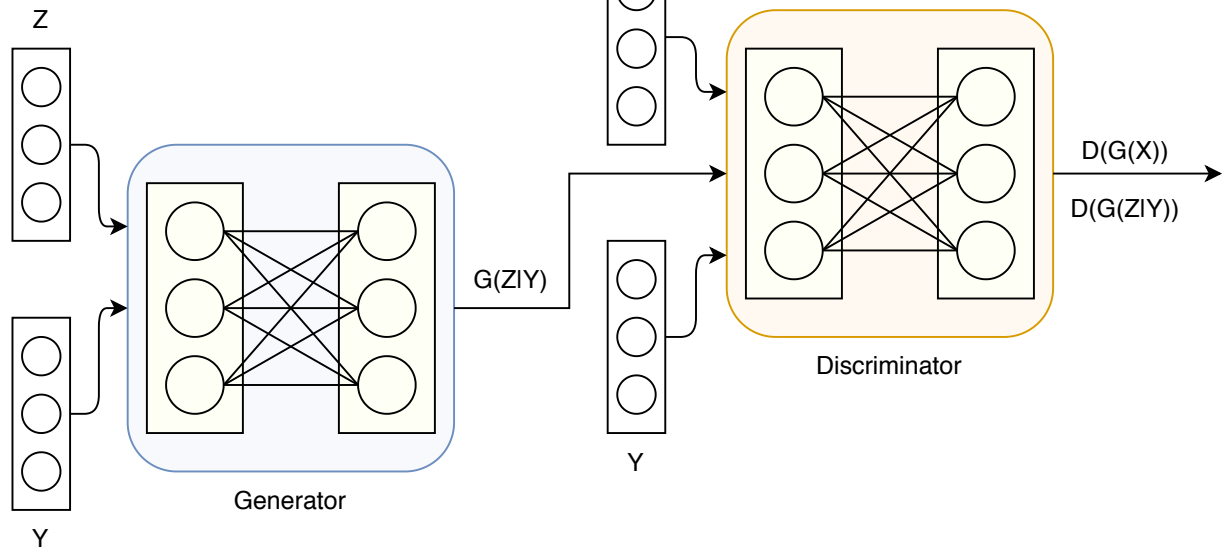 Z
Y
Generator
G(Z|Y)
Y
Discriminator
D(G(X))
D(G(Z|Y))